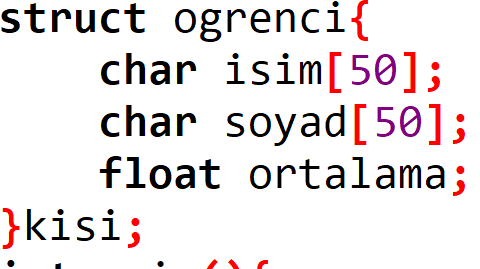 struct ogrenci{
char isim[50];
char soyad[50];
float ortalama;
}kisi;